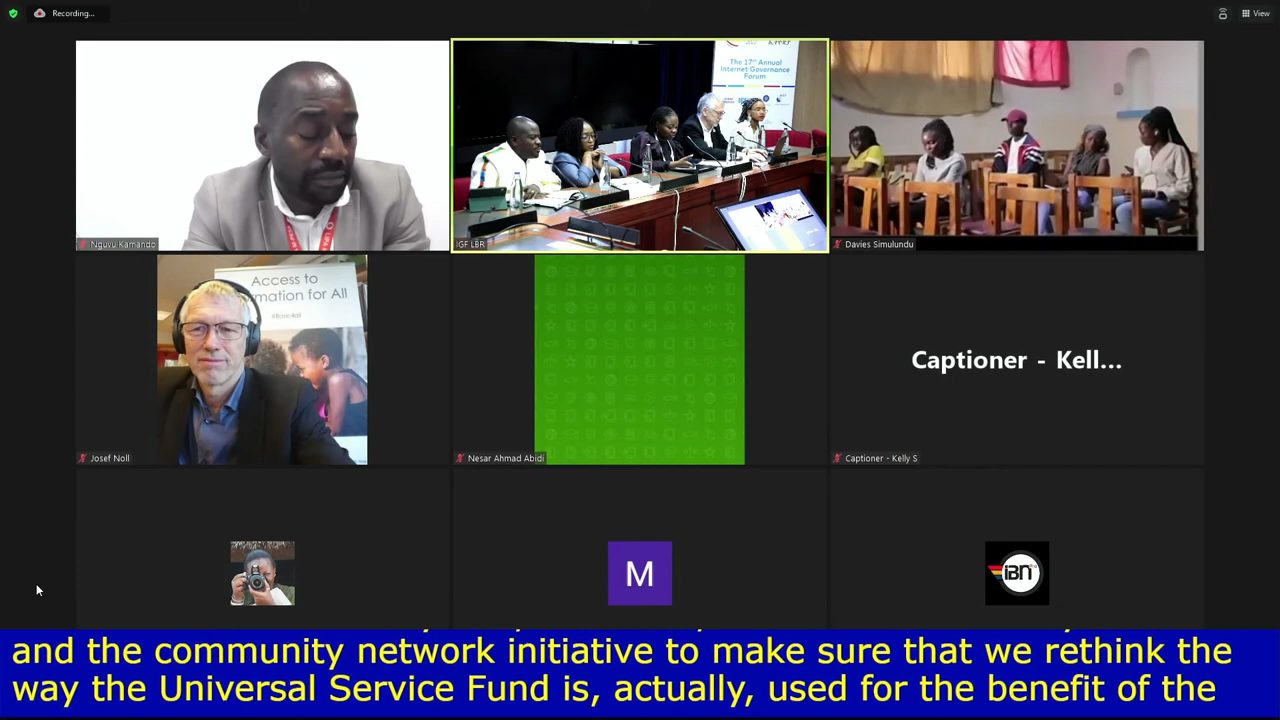 Recording...
View
The 17th Annual
Internet Governance
Forum
Nguvu Kamando
IGF LBR
Davies Simulundu
Access to
rmation for All
#Basic4All
Josef Noll
Nesar Ahmad Abidi
Captioner - Kell...
Captioner - Kelly S
M
iBN
and the community network initiative to make sure that we rethink the
way the Universal Service Fund is, actually, used for the benefit of the